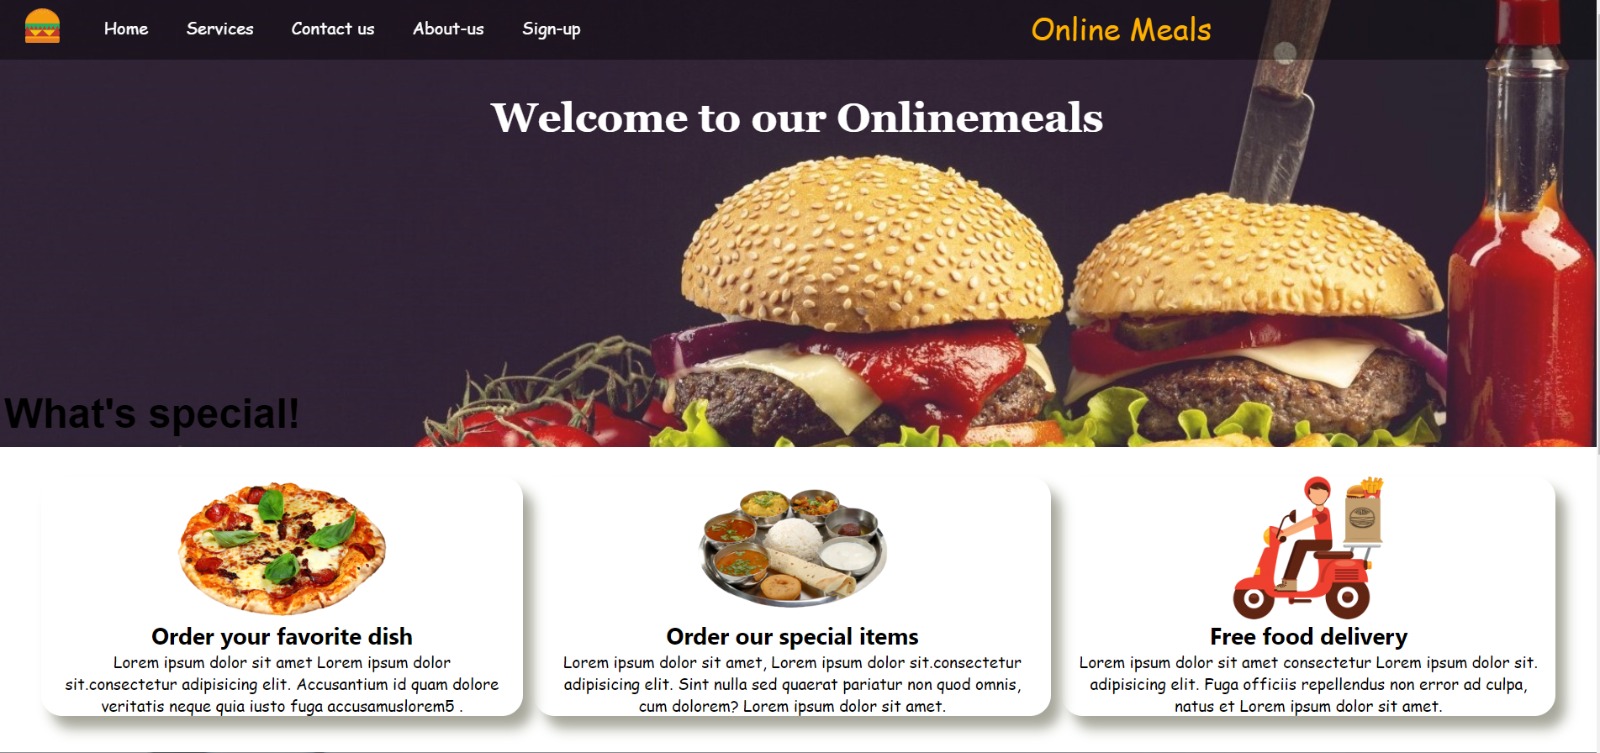 Home Services Contact us About-us Sign-up Online Meals
Welcome to our Onlinemeals
What's special!
Order your favorite dish
Lorem ipsum dolor sit amet Lorem ipsum dolor
sit.consectetur adipisicing elit. Accusantium id quam dolore
veritatis neque quia iusto fuga accusamuslorem5 .
Order our special items
Lorem ipsum dolor sit amet, Lorem ipsum dolor sit.consectetur
adipisicing elit. Sint nulla sed quaerat pariatur non quod omnis,
cum dolorem? Lorem ipsum dolor sit amet.
Free food delivery
Lorem ipsum dolor sit amet consectetur Lorem ipsum dolor sit.
adipisicing elit. Fuga officiis repellendus non error ad culpa,
natus et Lorem ipsum dolor sit amet.